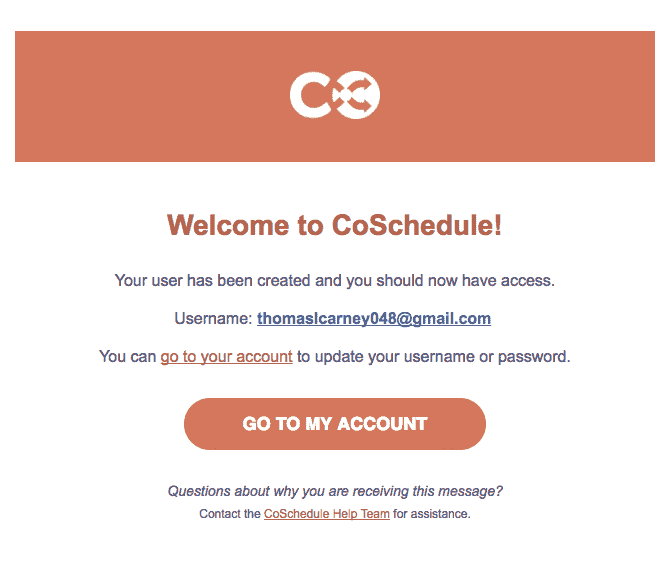 CO
Welcome to CoSchedule!
Your user has been created and you should now have access.
Username: thomaslcarney048@gmail.com
You can go to your account to update your username or password.
GO TO MY ACCOUNT
Questions about why you are receiving this message?
Contact the CoSchedule Help Team for assistance.